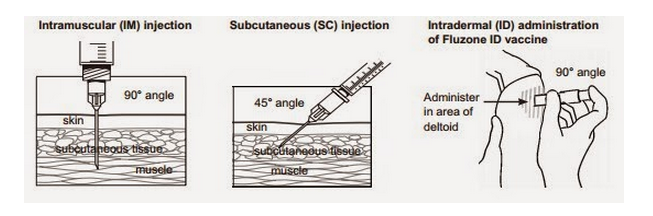 Intramuscular (IM) injection
90° angle
skin
subcutaneous tissue
muscle
Subcutaneous (SC) injection
45° angle
skin
subcutaneous tissue
muscle
Intradermal (ID) administration
of Fluzone ID vaccine
90° angle
Administer
in area of
deltoid